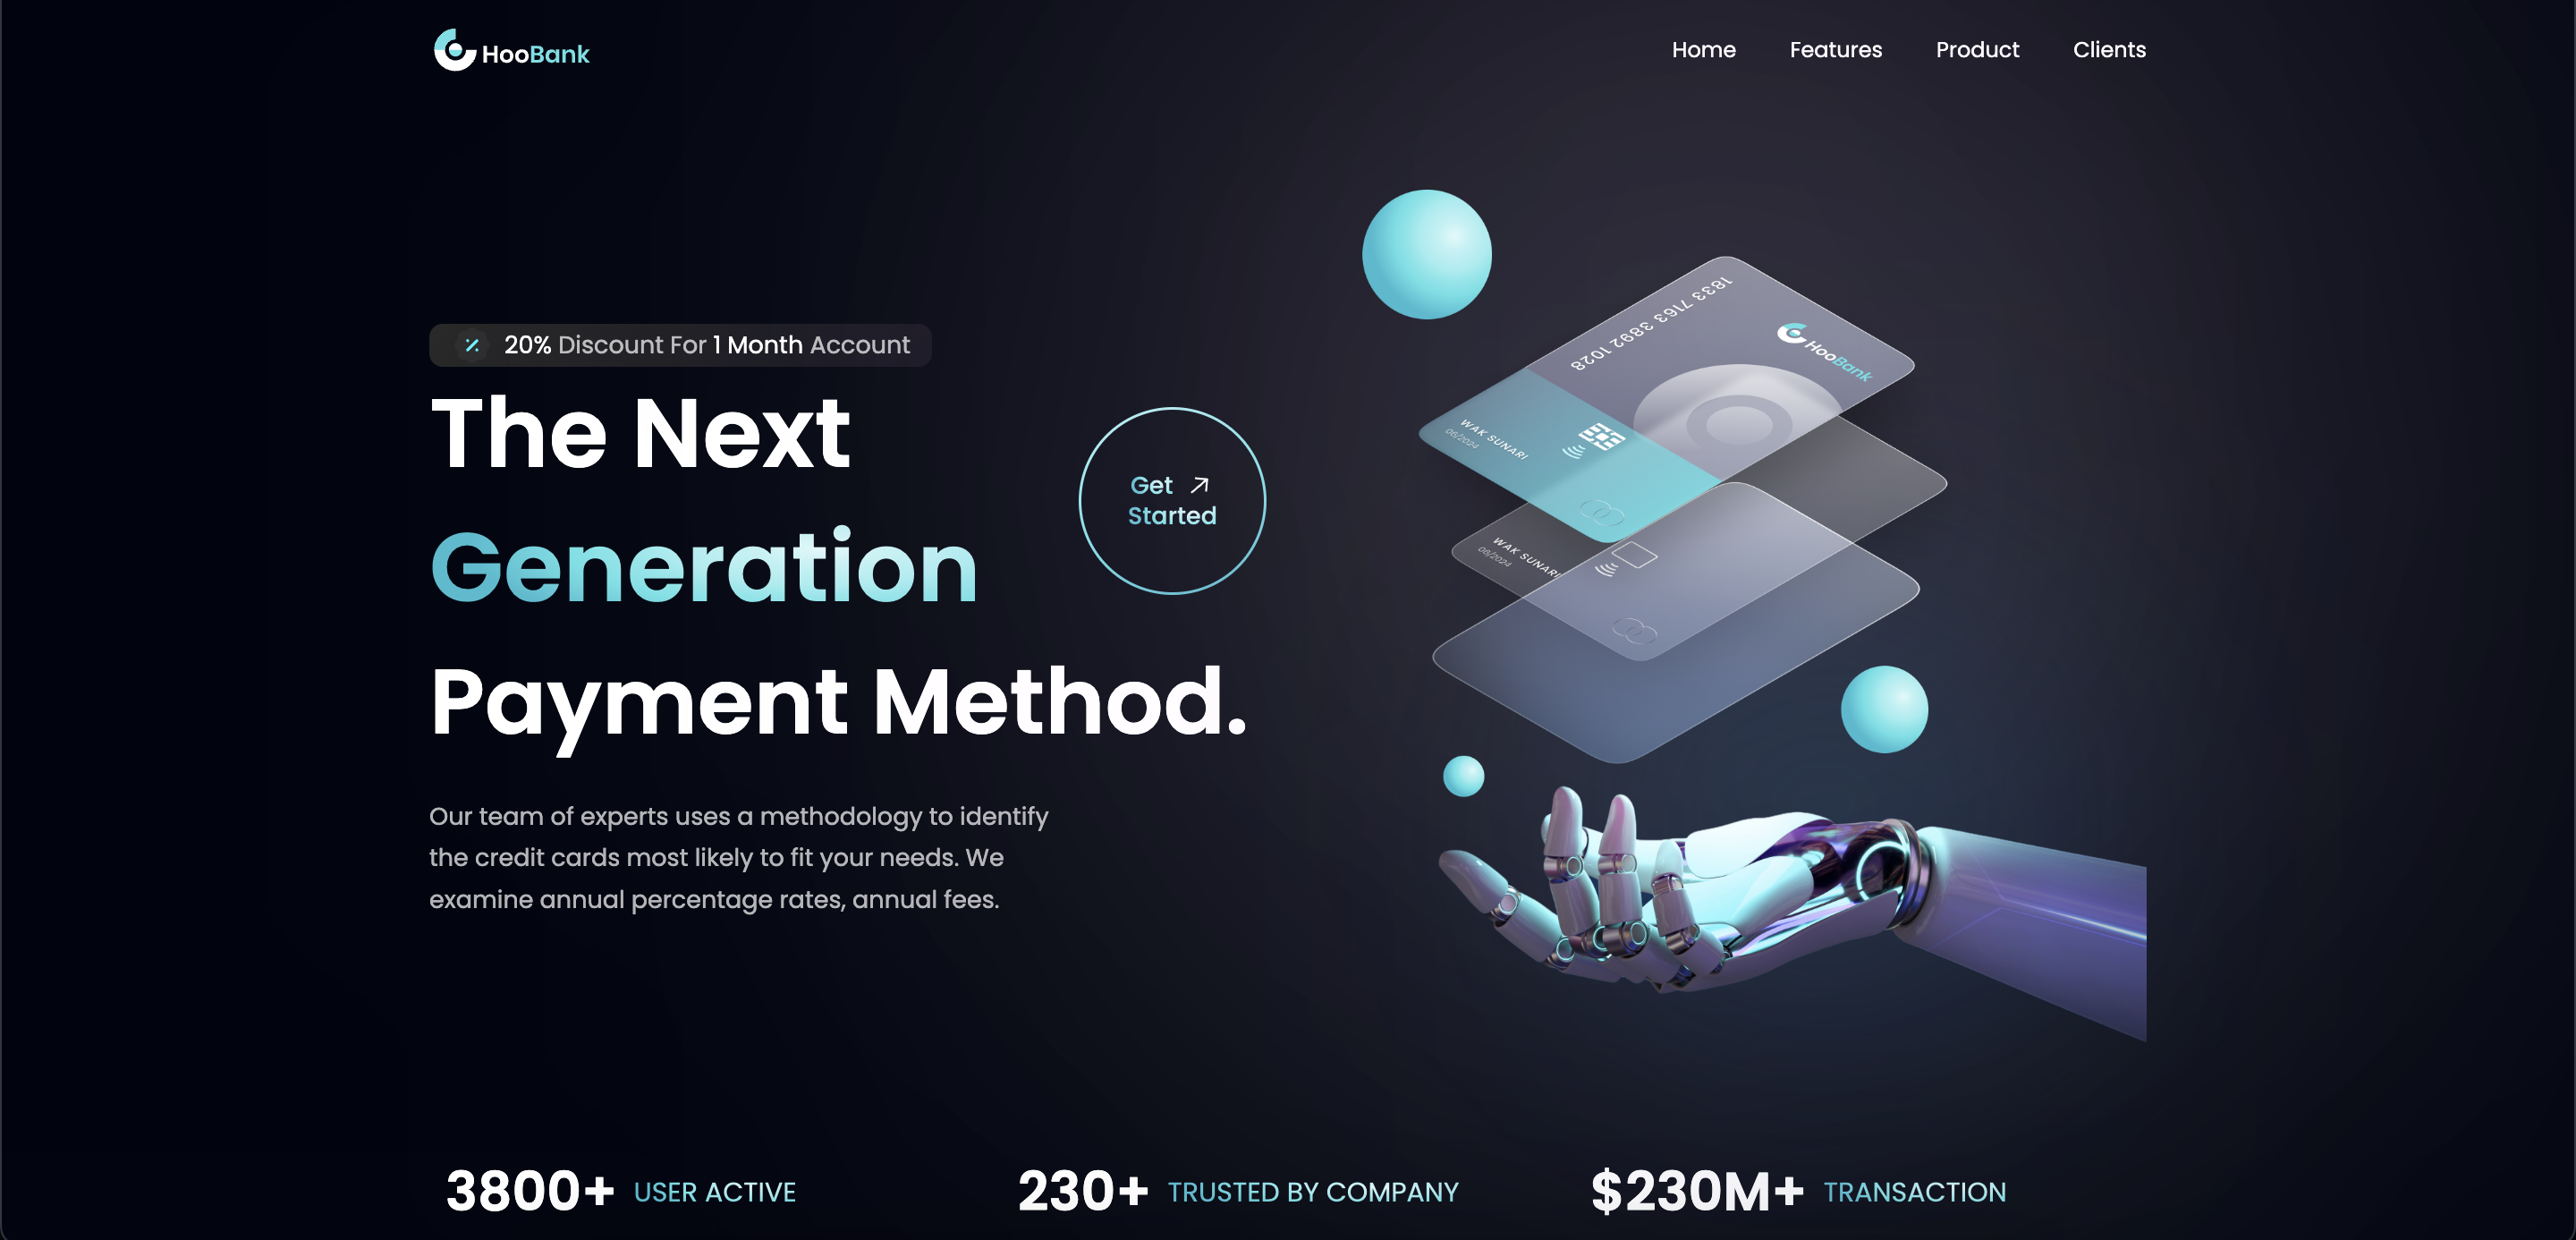 HooBank
Home Features Product Clients
20% Discount For 1 Month Account
The Next
Generation
Payment Method.
Get
Started
Our team of experts uses a methodology to identify
the credit cards most likely to fit your needs. We
examine annual percentage rates, annual fees.
1833 7163 3892 1028
HooBank
WAK SUNARI
06/2024
WAK SUNARI
06/2024
3800+ USER ACTIVE
230+ TRUSTED BY COMPANY
$230M+ TRANSACTION